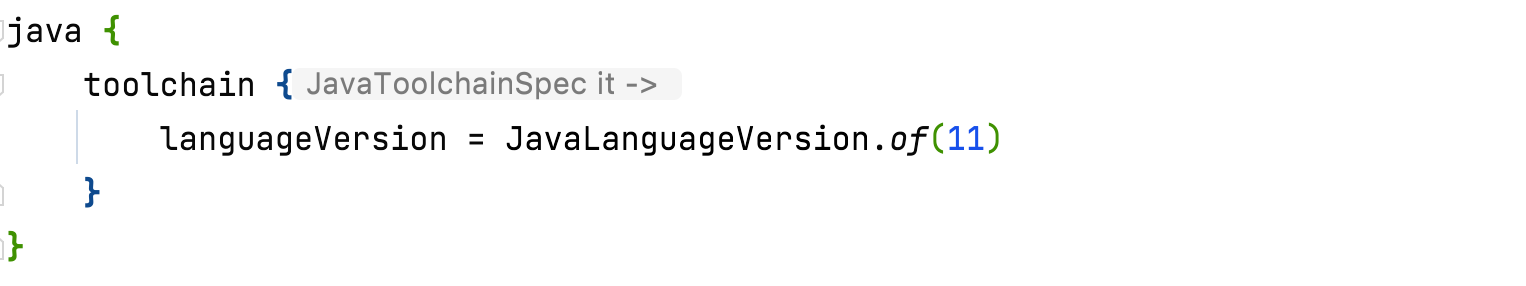 java {
toolchain { JavaToolchainSpec it ->
languageVersion = JavaLanguageVersion.of(11)
}
}